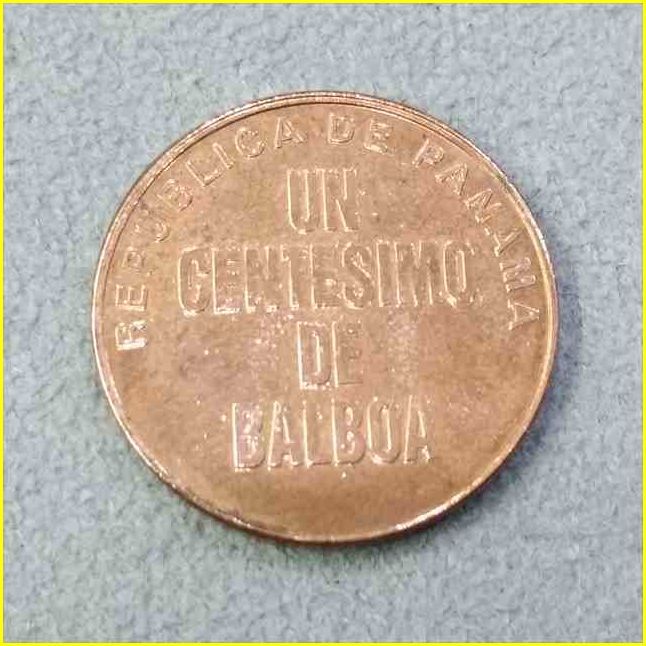 REPUBLICA DE PANAMA
UN
CENTESIMO
DE
BALBOA